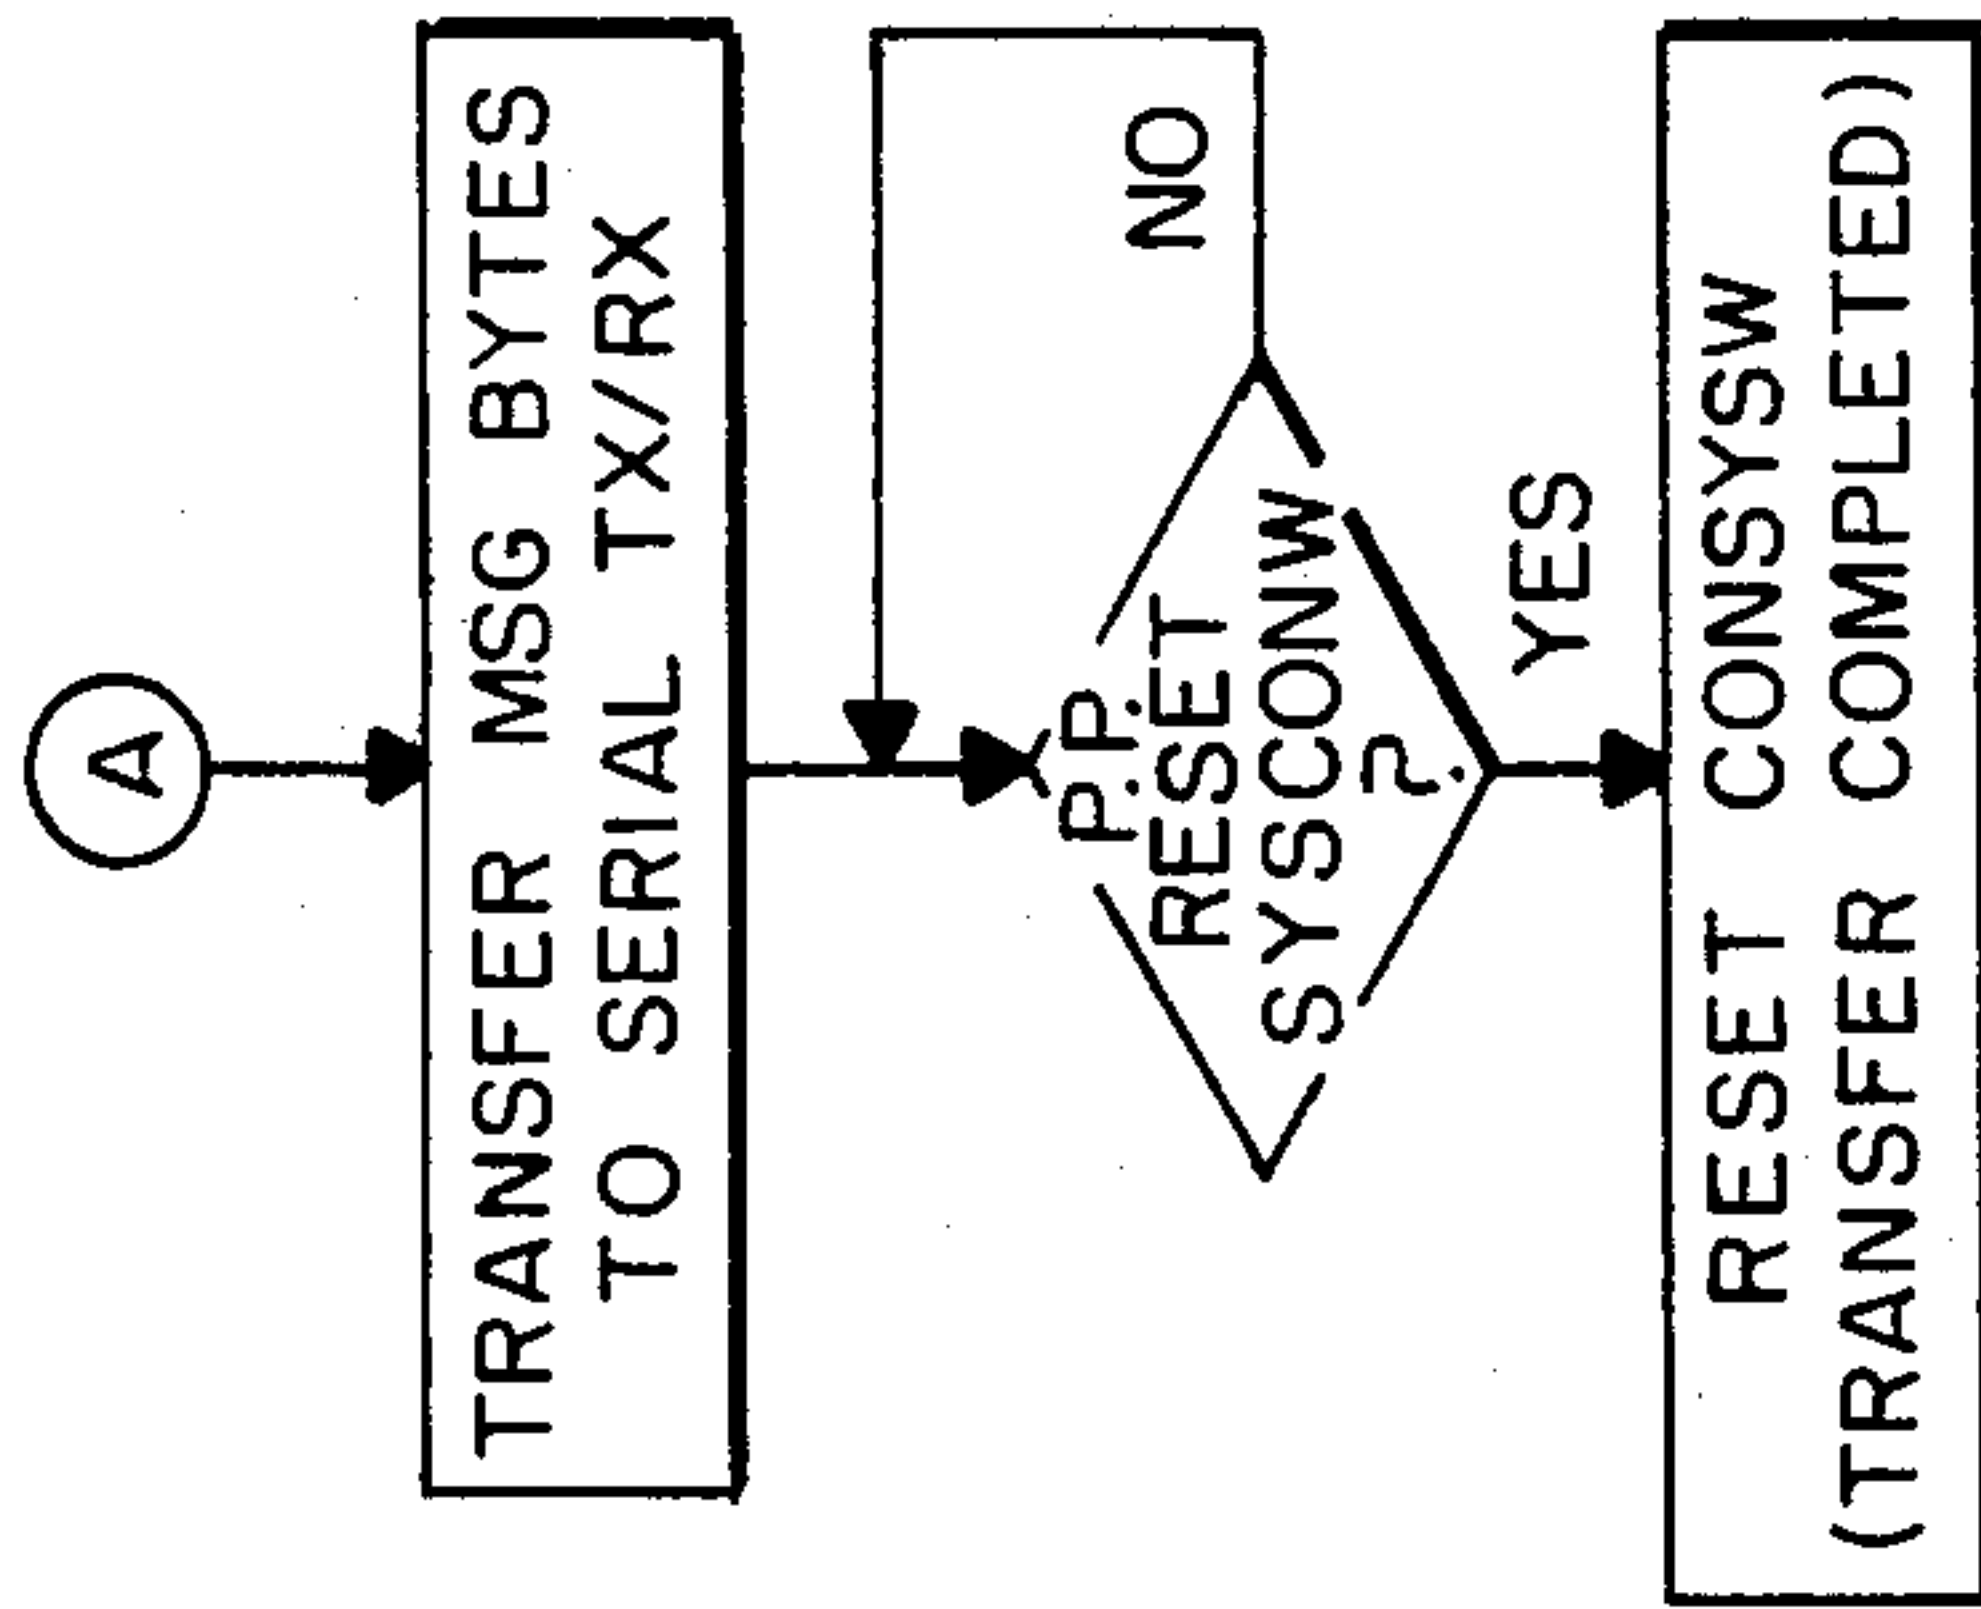 A
TRANSFER MSG BYTES
TO SERIAL TX/RX
P.P.
RESET
SYSCONW
?
NO
YES
RESET CONSYSW
(TRANSFER COMPLETED)